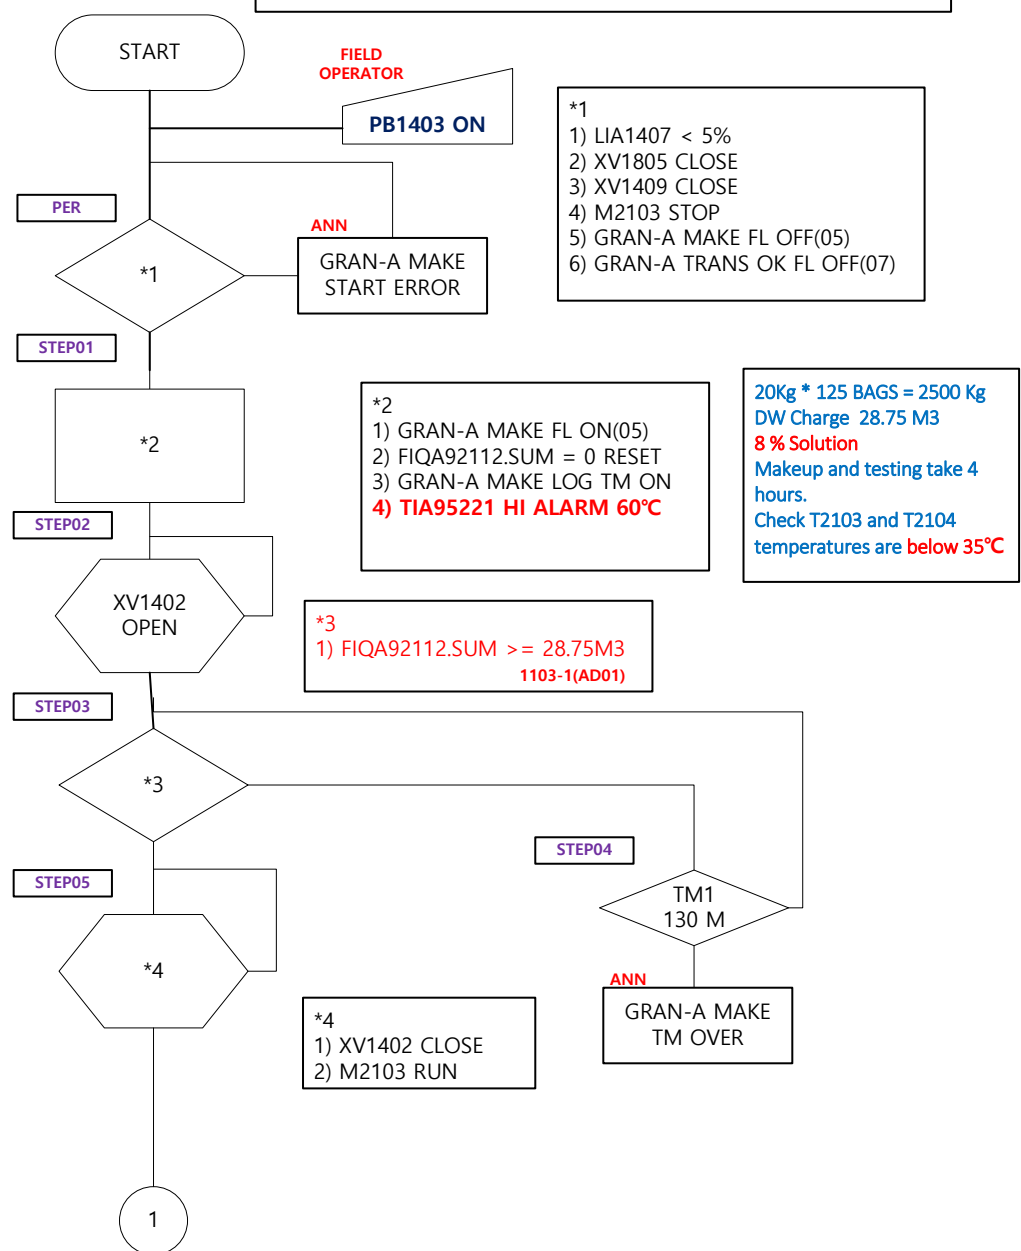 START
FIELD
OPERATOR
PB1403 ON
*1
1) LIA1407 < 5%
2) XV1805 CLOSE
3) XV1409 CLOSE
4) M2103 STOP
5) GRAN-A MAKE FL OFF(05)
6) GRAN-A TRANS OK FL OFF(07)
PER
*1
ANN
GRAN-A MAKE
START ERROR
STEP01
*2
*2
1) GRAN-A MAKE FL ON(05)
2) FIQA92112.SUM = 0 RESET
3) GRAN-A MAKE LOG TM ON
4) TIA95221 HI ALARM 60℃
20Kg * 125 BAGS = 2500 Kg
DW Charge 28.75 M3
8 % Solution
Makeup and testing take 4
hours.
Check T2103 and T2104
temperatures are below 35℃
STEP02
XV1402
OPEN
*3
1) FIQA92112.SUM >= 28.75M3
1103-1(AD01)
STEP03
*3
STEP04
TM1
130 M
STEP05
*4
ANN
GRAN-A MAKE
TM OVER
*4
1) XV1402 CLOSE
2) M2103 RUN
1